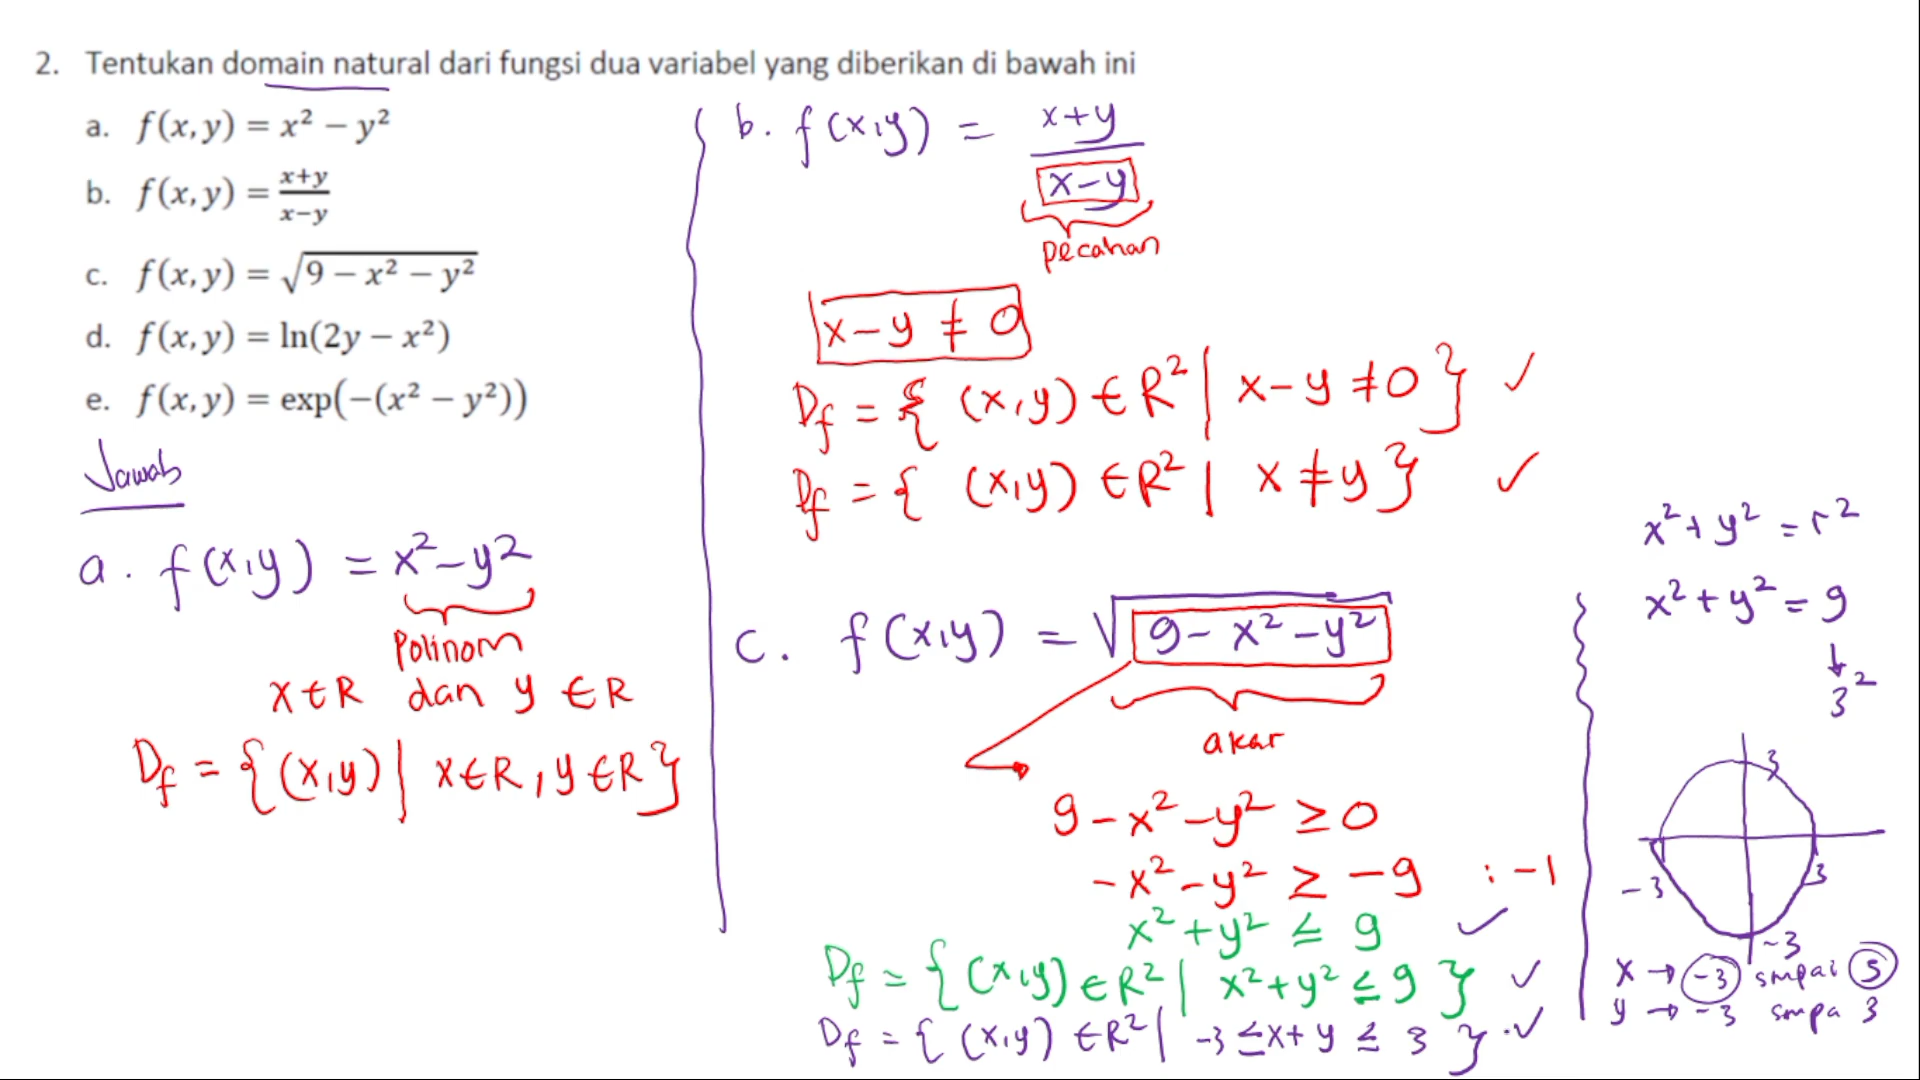 2. Tentukan domain natural dari fungsi dua variabel yang diberikan di bawah ini
a. f(x,y) = x² − y²
b. f(x,y) = (x+y)/(x−y)
c. f(x,y) = √(9 − x² − y²)
d. f(x,y) = ln(2y − x²)
e. f(x,y) = exp(−(x² − y²))
Jawab
a. f(x,y) = x² − y²
Polinom
x ∈ R dan y ∈ R
Df = {(x,y) | x ∈ R, y ∈ R}
b. f(x,y) = (x+y)/(x−y)
pecahan
x − y ≠ 0
Df = {(x,y) ∈ R² | x − y ≠ 0} ✓
Df = {(x,y) ∈ R² | x ≠ y} ✓
c. f(x,y) = √(9 − x² − y²)
akar
9 − x² − y² ≥ 0
−x² − y² ≥ −9 : −1
x² + y² ≤ 9 ✓
Df = {(x,y) ∈ R² | x² + y² ≤ 9} ✓
Df = {(x,y) ∈ R² | −3 ≤ x + y ≤ 3} ✓
x² + y² = r²
x² + y² = 9
↓
3²
3
−3
3
−3
x → −3 smpai 3
y → −3 smpa 3